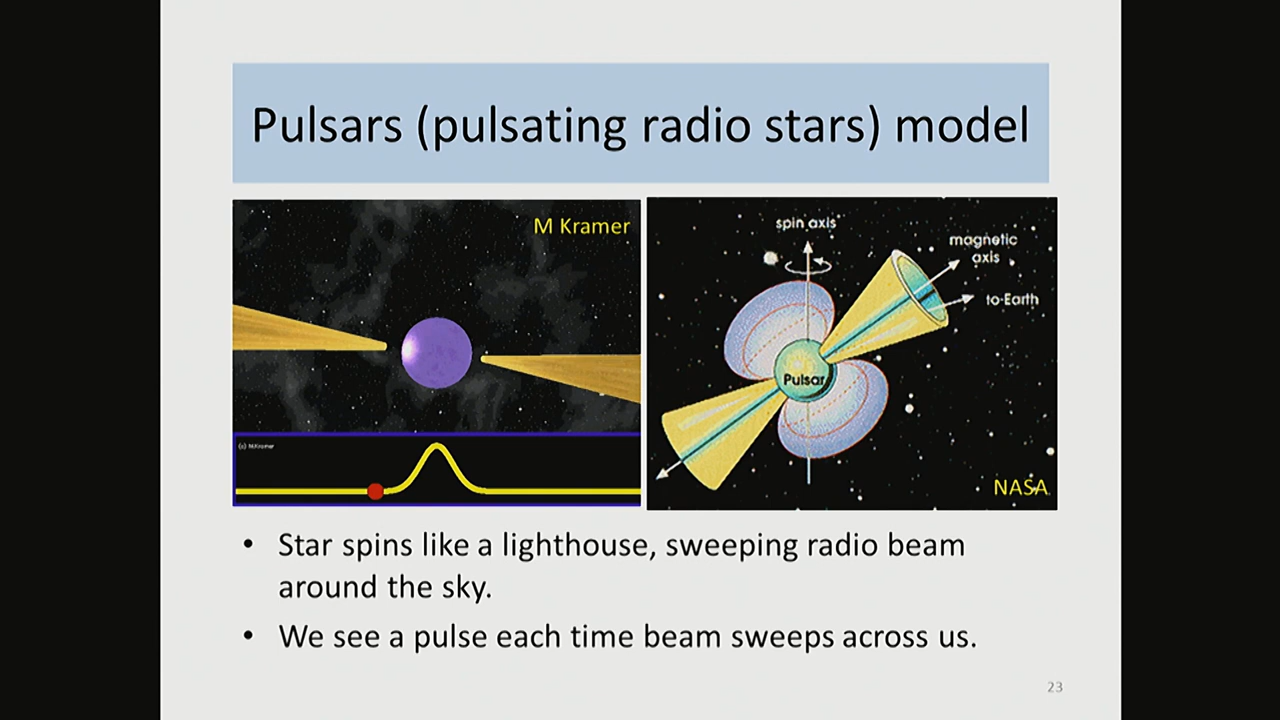 Pulsars (pulsating radio stars) model
M Kramer
(c) M.Kramer
spin axis
magnetic
axis
to Earth
Pulsar
NASA
• Star spins like a lighthouse, sweeping radio beam
around the sky.
• We see a pulse each time beam sweeps across us.
23